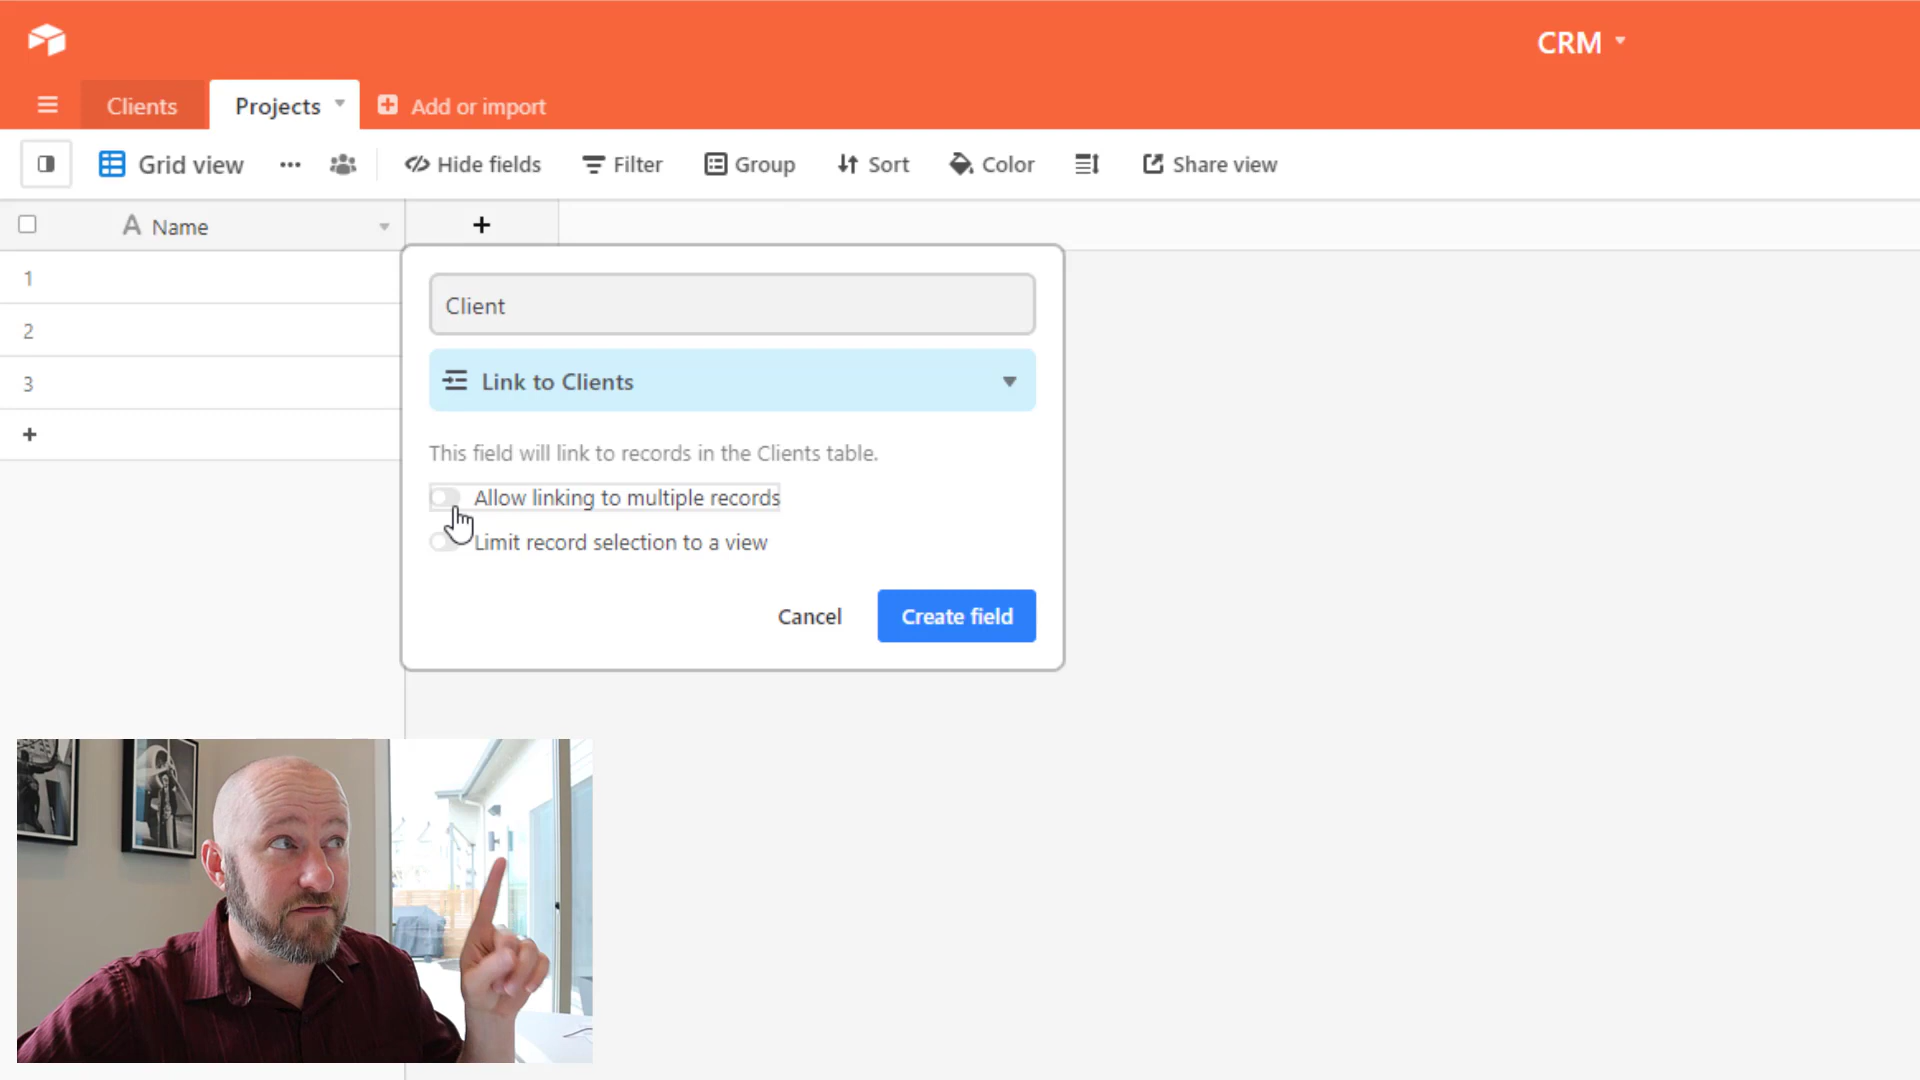 CRM
Clients
Projects
Add or import
Grid view
Hide fields
Filter
Group
Sort
Color
Share view
A Name
1
2
3
Client
Link to Clients
This field will link to records in the Clients table.
Allow linking to multiple records
Limit record selection to a view
Cancel
Create field